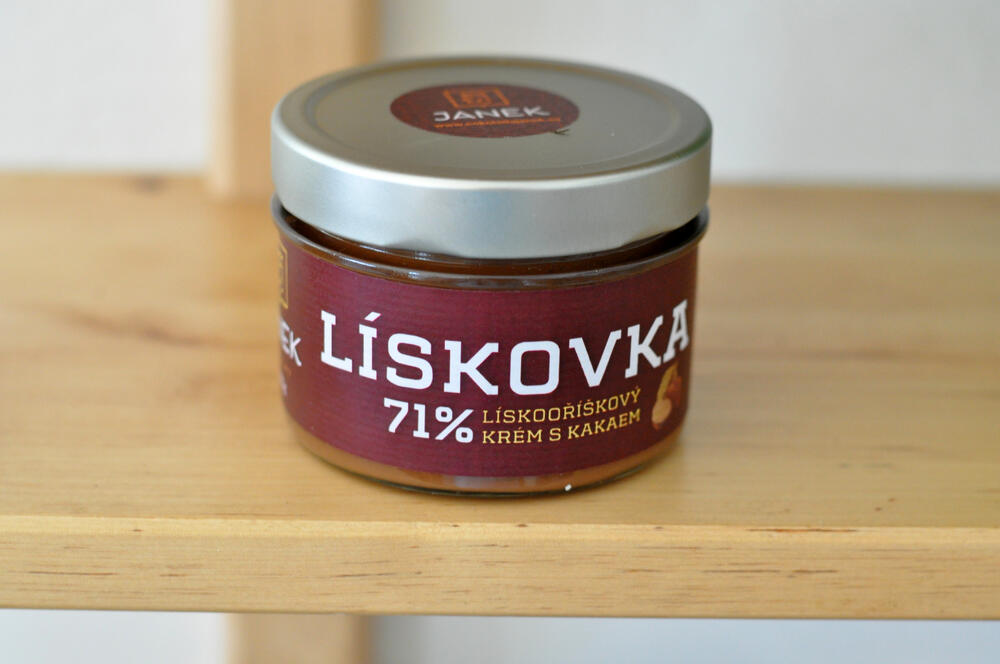 JANEK
LÍSKOVKA
71%
LÍSKOOŘÍŠKOVÝ
KRÉM S KAKAEM